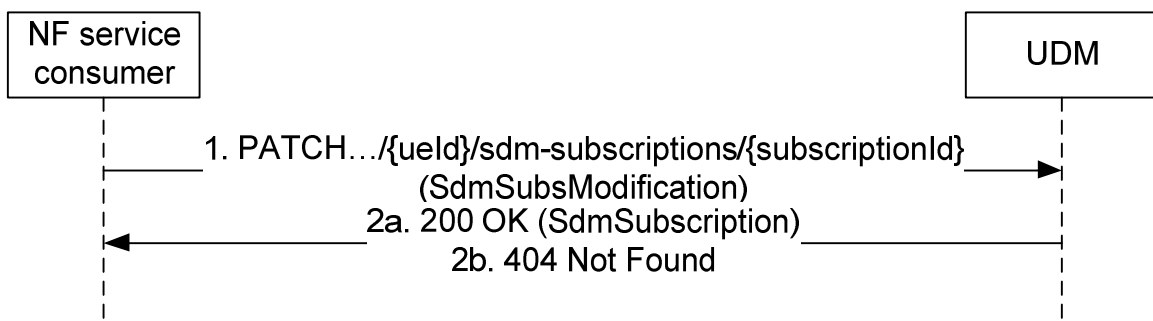 NF service
consumer
UDM
1. PATCH…/{ueId}/sdm-subscriptions/{subscriptionId}
(SdmSubsModification)
2a. 200 OK (SdmSubscription)
2b. 404 Not Found